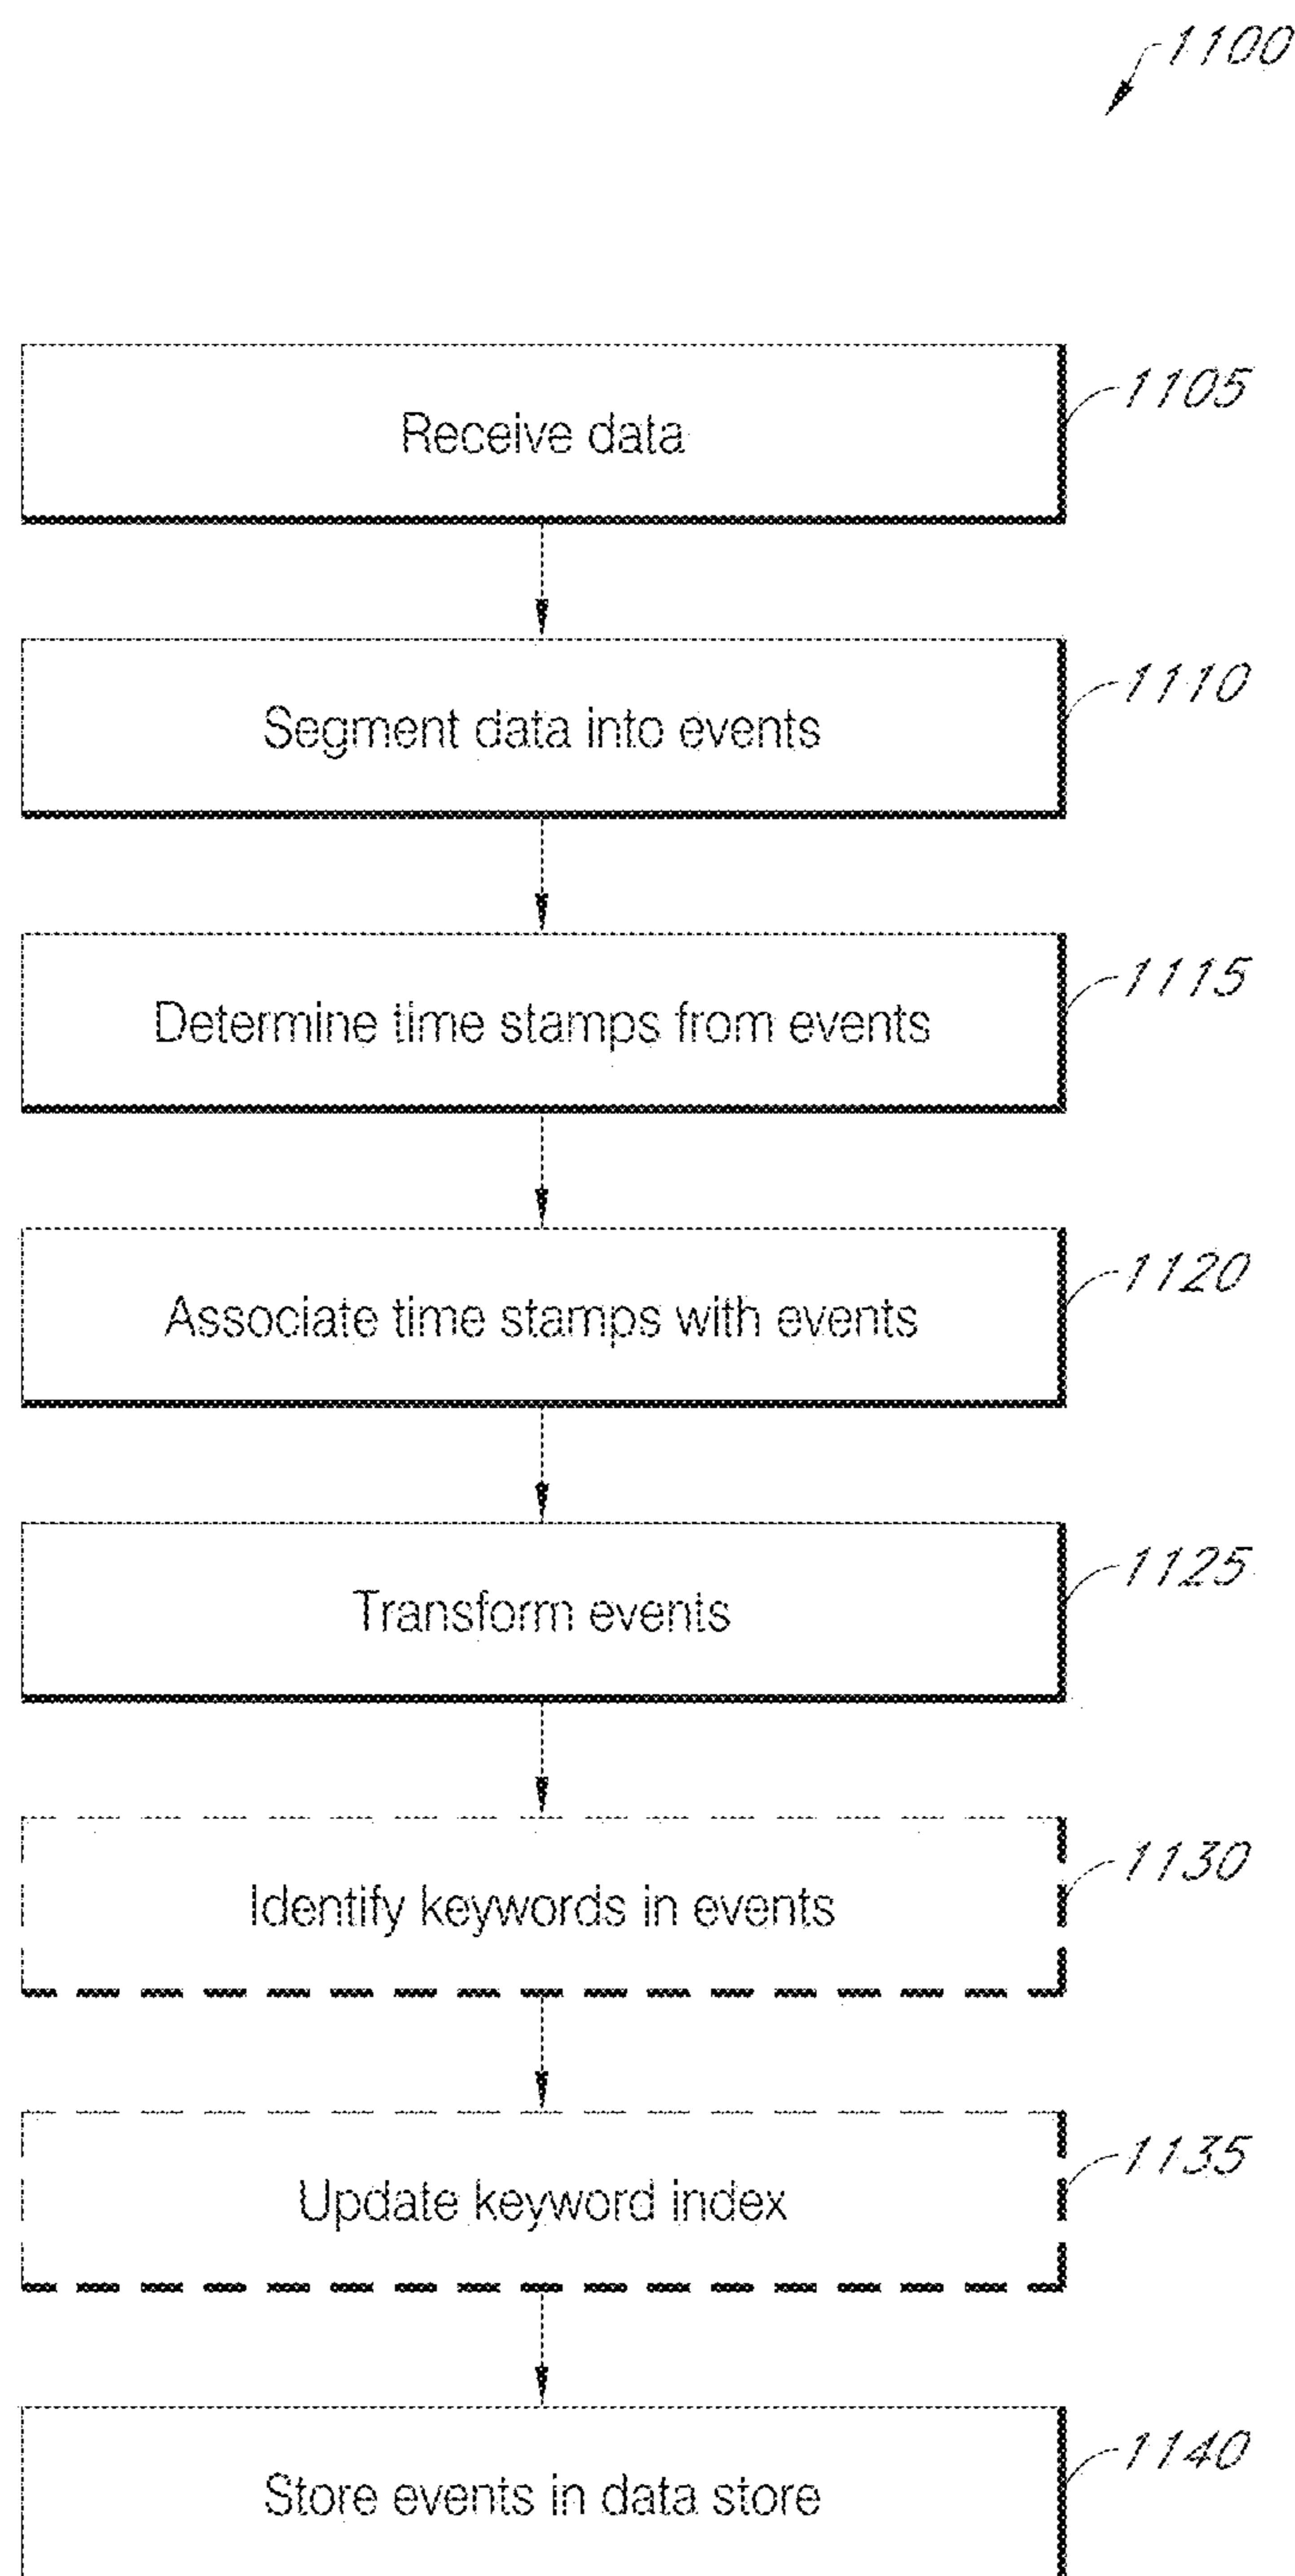 1100
Receive data
1105
Segment data into events
1110
Determine time stamps from events
1115
Associate time stamps with events
1120
Transform events
1125
Identify keywords in events
1130
Update keyword index
1135
Store events in data store
1140